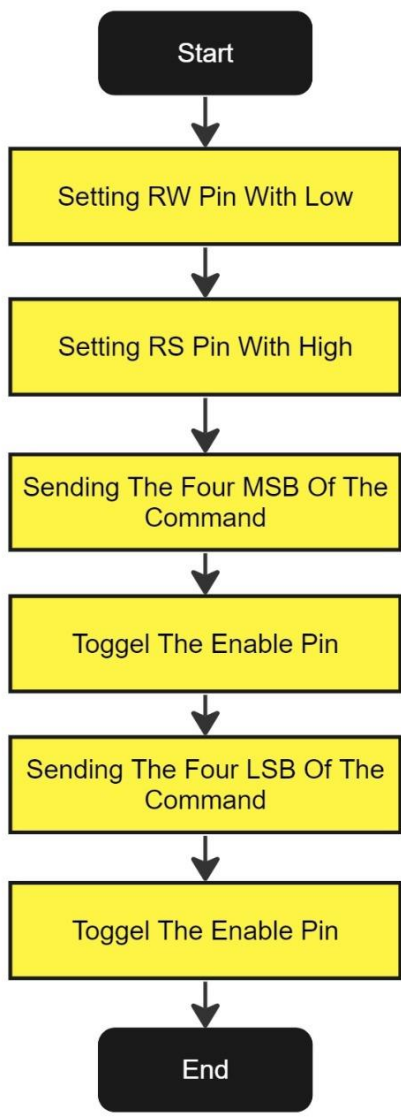 Start
Setting RW Pin With Low
Setting RS Pin With High
Sending The Four MSB Of The
Command
Toggel The Enable Pin
Sending The Four LSB Of The
Command
Toggel The Enable Pin
End